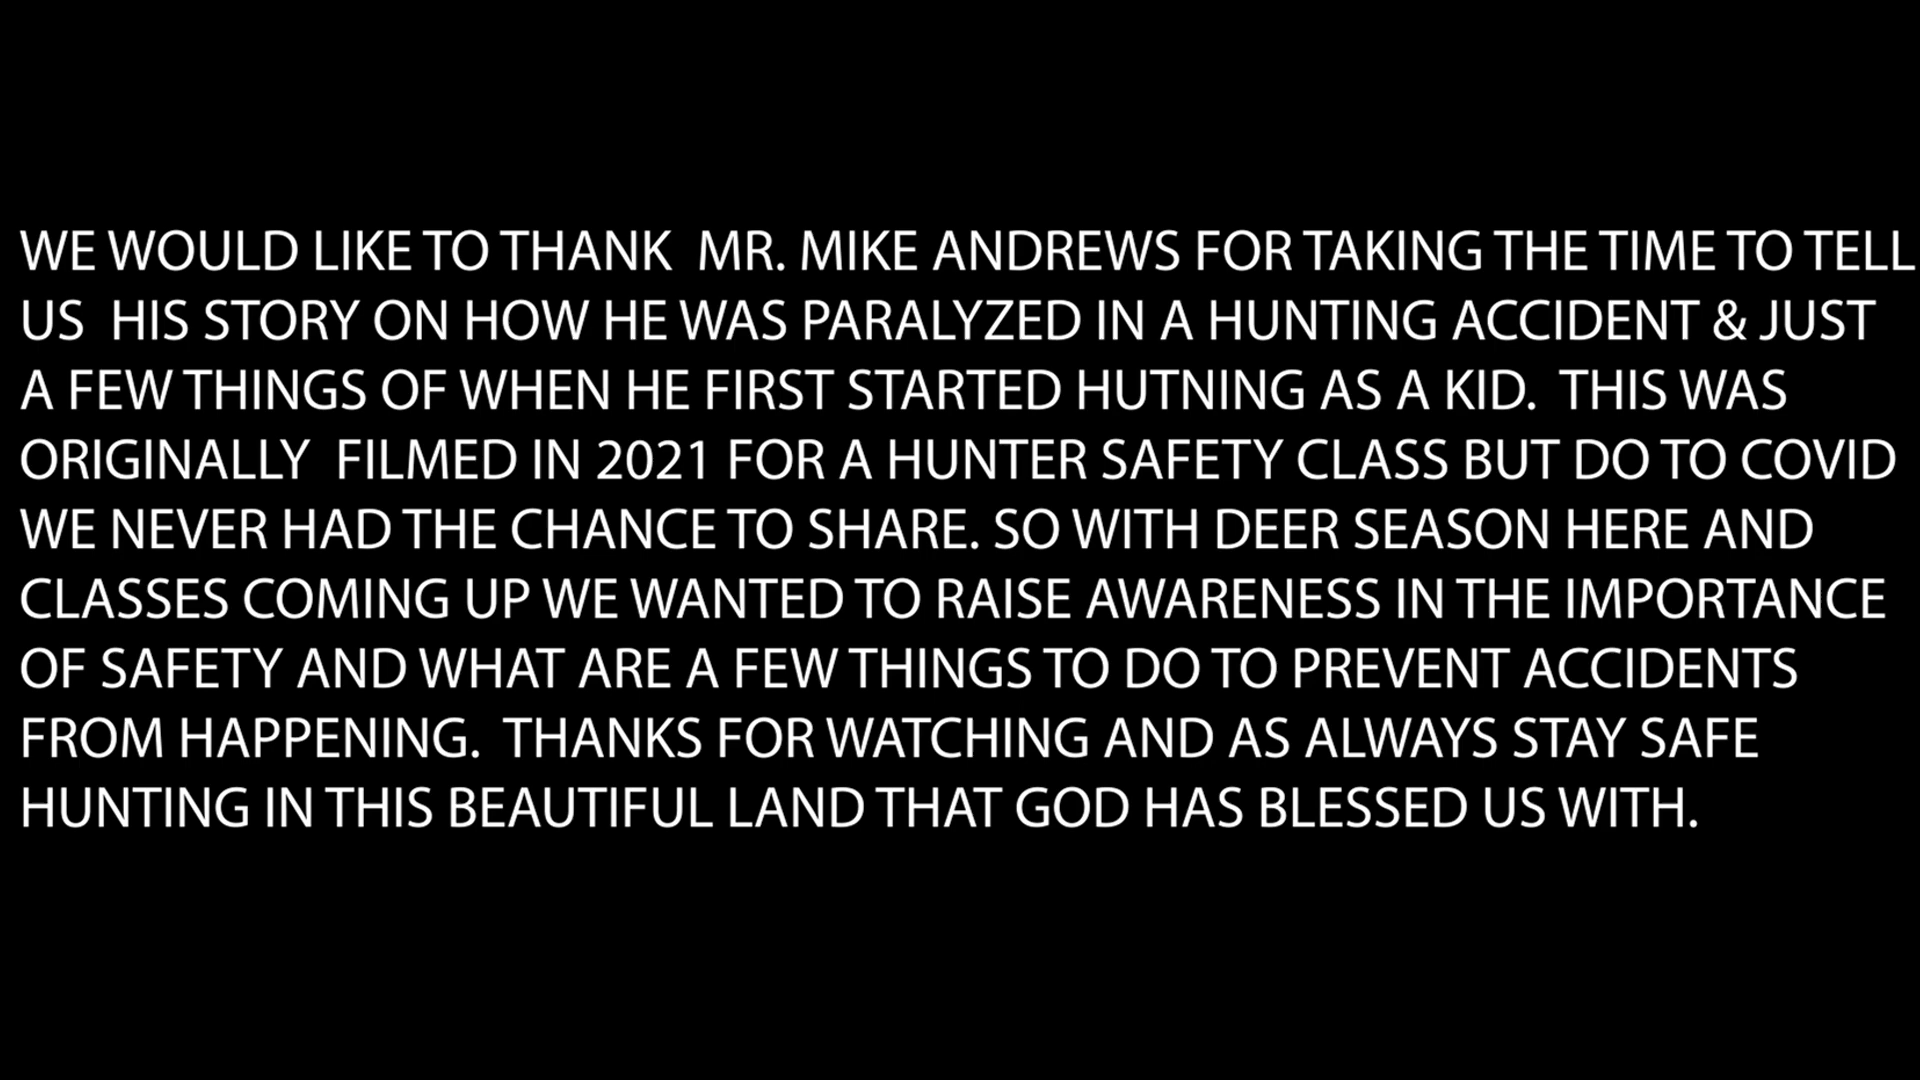 WE WOULD LIKE TO THANK  MR. MIKE ANDREWS FOR TAKING THE TIME TO TELL
US  HIS STORY ON HOW HE WAS PARALYZED IN A HUNTING ACCIDENT & JUST
A FEW THINGS OF WHEN HE FIRST STARTED HUTNING AS A KID.  THIS WAS
ORIGINALLY  FILMED IN 2021 FOR A HUNTER SAFETY CLASS BUT DO TO COVID
WE NEVER HAD THE CHANCE TO SHARE. SO WITH DEER SEASON HERE AND
CLASSES COMING UP WE WANTED TO RAISE AWARENESS IN THE IMPORTANCE
OF SAFETY AND WHAT ARE A FEW THINGS TO DO TO PREVENT ACCIDENTS
FROM HAPPENING.  THANKS FOR WATCHING AND AS ALWAYS STAY SAFE
HUNTING IN THIS BEAUTIFUL LAND THAT GOD HAS BLESSED US WITH.